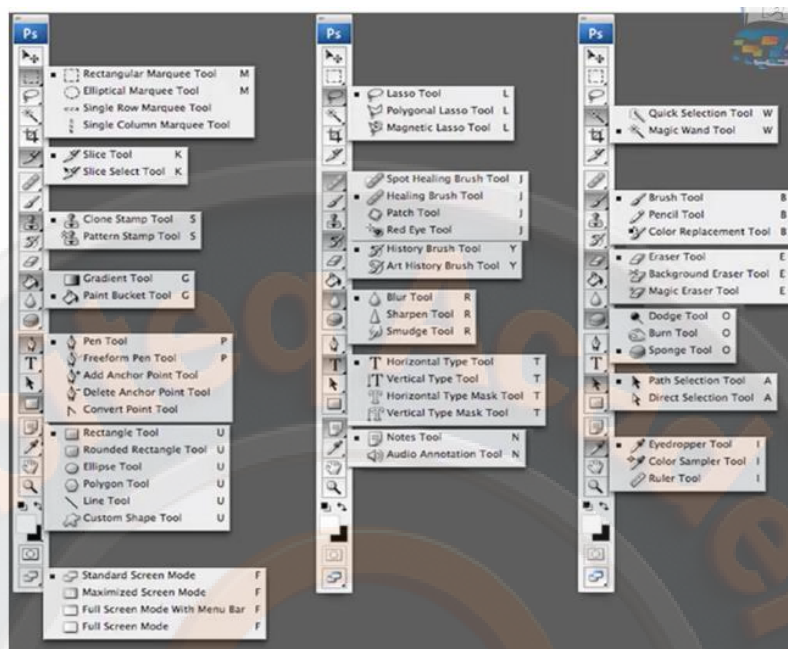 Ps
Rectangular Marquee Tool M
Elliptical Marquee Tool M
Single Row Marquee Tool
Single Column Marquee Tool
Slice Tool K
Slice Select Tool K
Clone Stamp Tool S
Pattern Stamp Tool S
Gradient Tool G
Paint Bucket Tool G
Pen Tool P
Freeform Pen Tool P
Add Anchor Point Tool
Delete Anchor Point Tool
Convert Point Tool
Rectangle Tool U
Rounded Rectangle Tool U
Ellipse Tool U
Polygon Tool U
Line Tool U
Custom Shape Tool U
Standard Screen Mode F
Maximized Screen Mode F
Full Screen Mode With Menu Bar F
Full Screen Mode F
Ps
Lasso Tool L
Polygonal Lasso Tool L
Magnetic Lasso Tool L
Spot Healing Brush Tool J
Healing Brush Tool J
Patch Tool J
Red Eye Tool J
History Brush Tool Y
Art History Brush Tool Y
Blur Tool R
Sharpen Tool R
Smudge Tool R
Horizontal Type Tool T
Vertical Type Tool T
Horizontal Type Mask Tool T
Vertical Type Mask Tool T
Notes Tool N
Audio Annotation Tool N
Ps
Quick Selection Tool W
Magic Wand Tool W
Brush Tool B
Pencil Tool B
Color Replacement Tool B
Eraser Tool E
Background Eraser Tool E
Magic Eraser Tool E
Dodge Tool O
Burn Tool O
Sponge Tool O
Path Selection Tool A
Direct Selection Tool A
Eyedropper Tool I
Color Sampler Tool I
Ruler Tool I